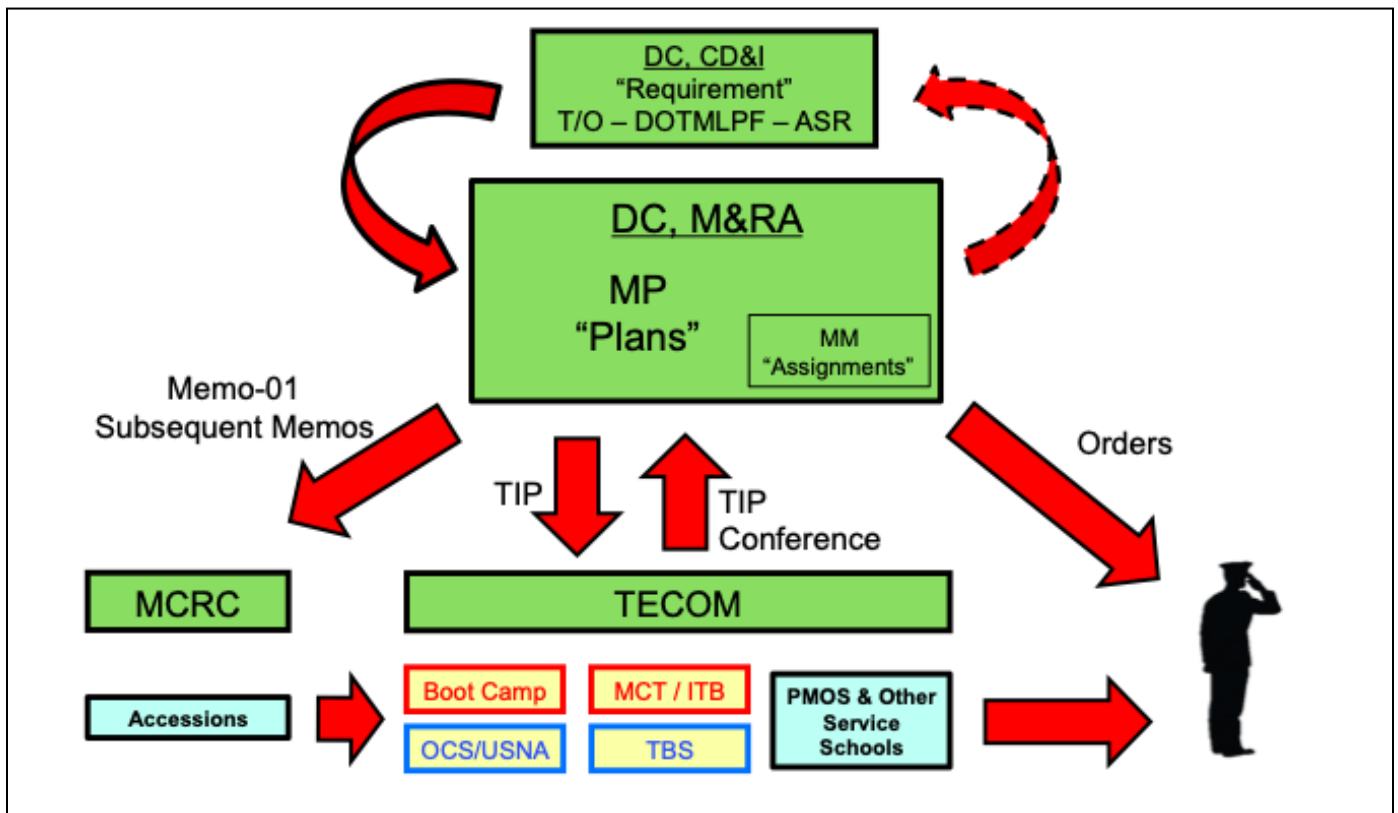 DC, CD&I
“Requirement”
T/O – DOTMLPF – ASR
DC, M&RA
MP
“Plans”
MM
“Assignments”
Memo-01
Subsequent Memos
TIP
TIP
Conference
Orders
MCRC
TECOM
Accessions
Boot Camp
MCT / ITB
OCS/USNA
TBS
PMOS & Other
Service
Schools